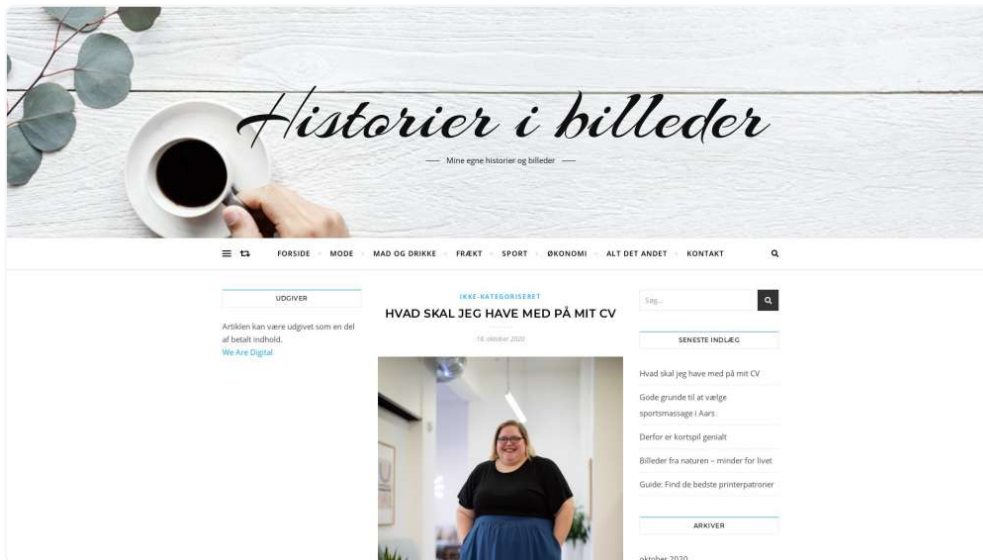 Historier i billeder
Mine egne historier og billeder
FORSIDE MODE MAD OG DRIKKE FRÆKT SPORT ØKONOMI ALT DET ANDET KONTAKT
UDGIVER
Artiklen kan være udgivet som en del
af betalt indhold.
We Are Digital
IKKE-KATEGORISERET
HVAD SKAL JEG HAVE MED PÅ MIT CV
18. oktober 2020
Søg...
SENESTE INDLÆG
Hvad skal jeg have med på mit CV
Gode grunde til at vælge
sportsmassage i Aars
Derfor er kortspil genialt
Billeder fra naturen – minder for livet
Guide: Find de bedste printerpatroner
ARKIVER
oktober 2020